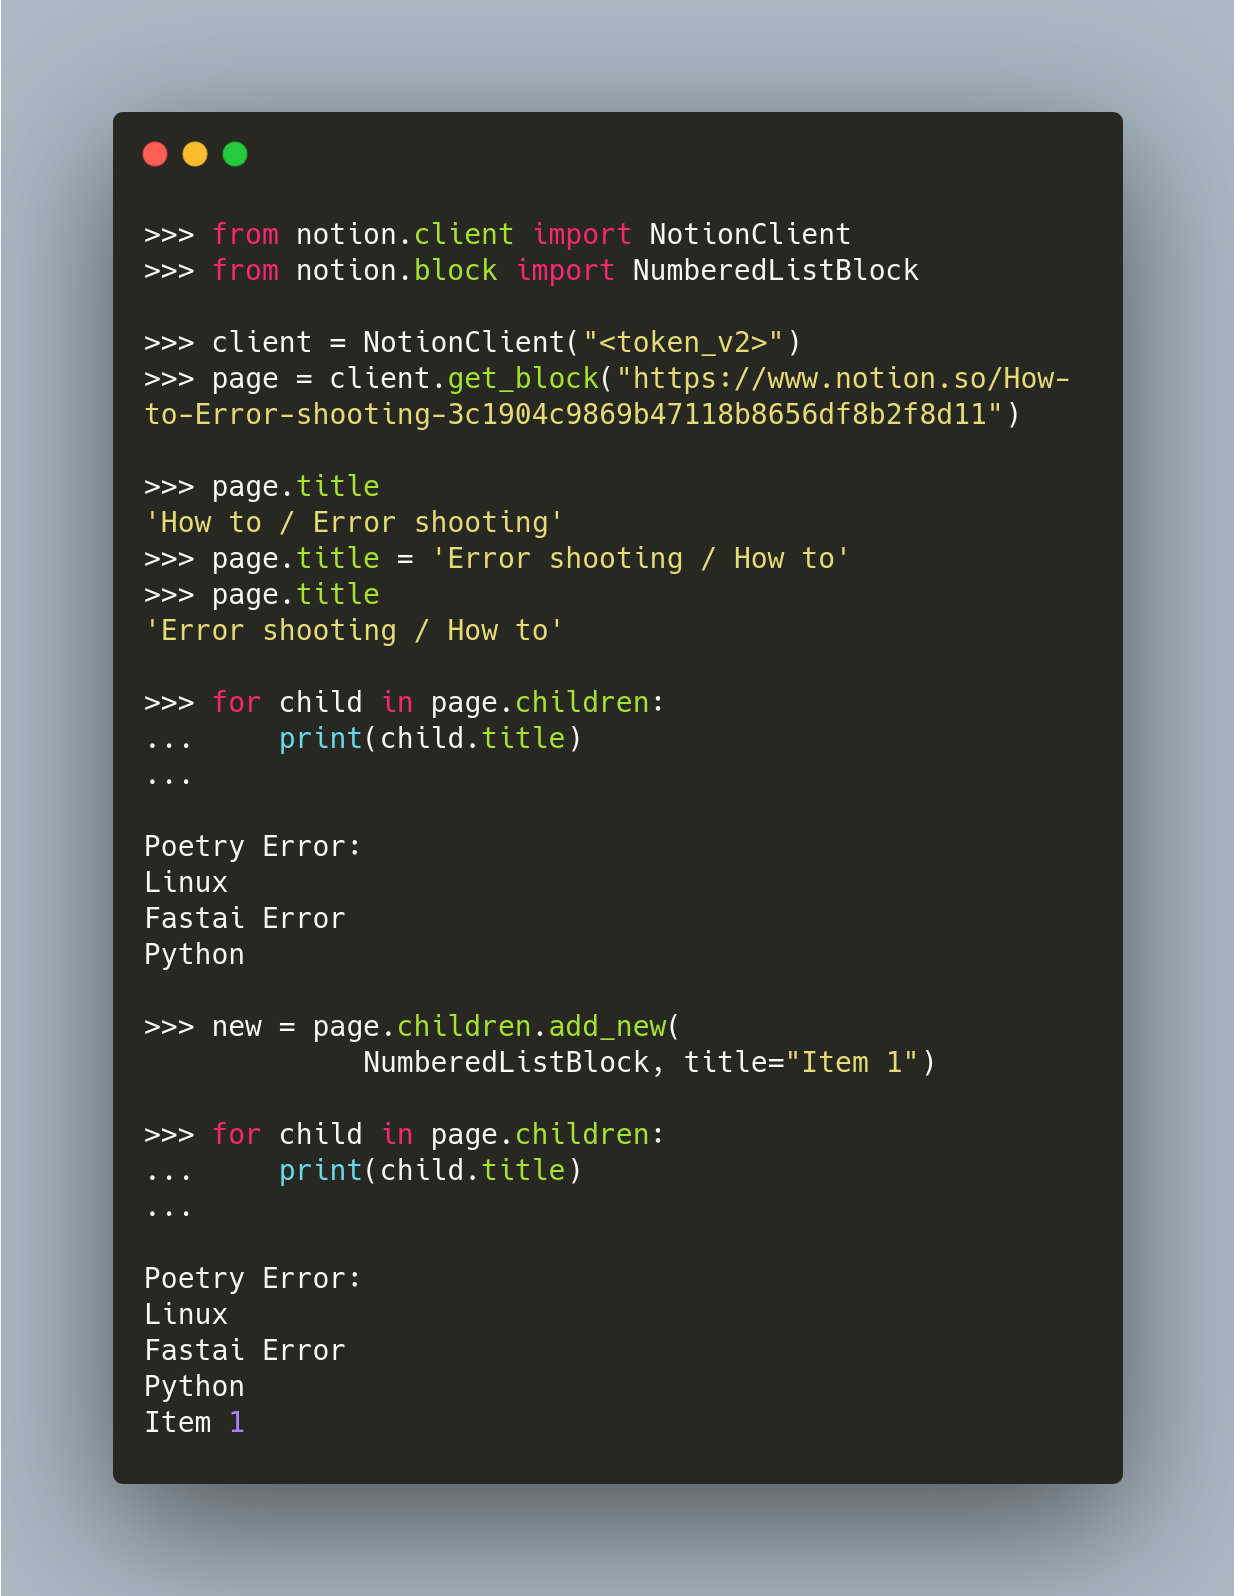 >>> from notion.client import NotionClient
>>> from notion.block import NumberedListBlock

>>> client = NotionClient("<token_v2>")
>>> page = client.get_block("https://www.notion.so/How-
to-Error-shooting-3c1904c9869b47118b8656df8b2f8d11")

>>> page.title
'How to / Error shooting'
>>> page.title = 'Error shooting / How to'
>>> page.title
'Error shooting / How to'

>>> for child in page.children:
...     print(child.title)
...

Poetry Error:
Linux
Fastai Error
Python

>>> new = page.children.add_new(
             NumberedListBlock, title="Item 1")

>>> for child in page.children:
...     print(child.title)
...

Poetry Error:
Linux
Fastai Error
Python
Item 1